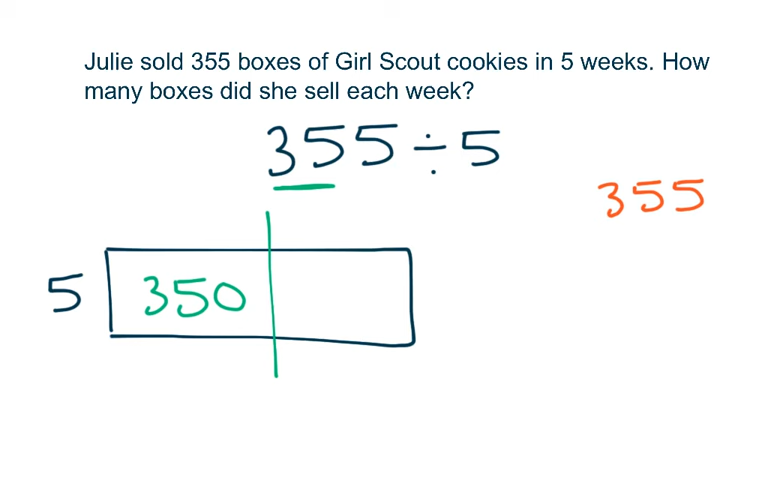 Julie sold 355 boxes of Girl Scout cookies in 5 weeks. How
many boxes did she sell each week?
355 ÷ 5
355
5 350